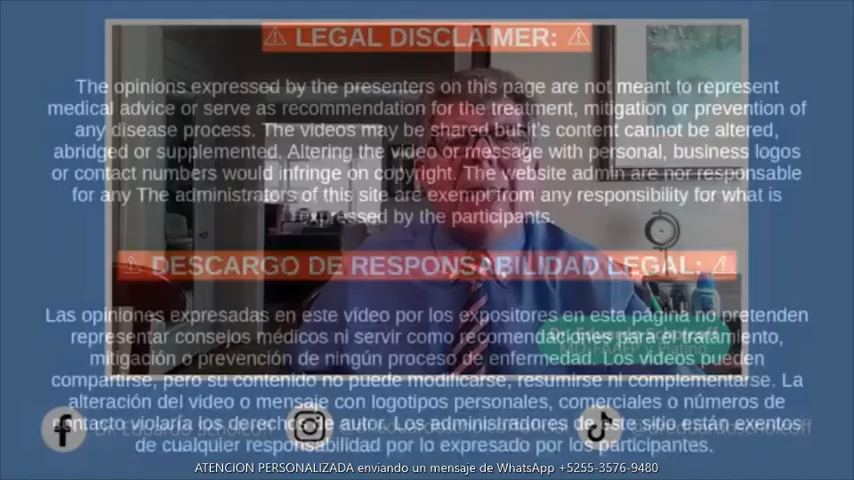 ⚠ LEGAL DISCLAIMER: ⚠
The opinions expressed by the presenters on this page are not meant to represent
medical advice or serve as recommendation for the treatment, mitigation or prevention of
any disease process. The videos may be shared but it's content cannot be altered,
abridged or supplemented. Altering the video or message with personal, business logos
or contact numbers would infringe on copyright. The website admin are nor responsable
for any The administrators of this site are exempt from any responsibility for what is
expressed by the participants.
⚠ DESCARGO DE RESPONSABILIDAD LEGAL: ⚠
Las opiniones expresadas en este vídeo por los expositores en esta página no pretenden
representar consejos médicos ni servir como recomendaciones para el tratamiento,
mitigación o prevención de ningún proceso de enfermedad. Los videos pueden
compartirse, pero su contenido no puede modificarse, resumirse ni complementarse. La
alteración del video o mensaje con logotipos personales, comerciales o números de
contacto violaría los derechos de autor. Los administradores de este sitio están exentos
de cualquier responsabilidad por lo expresado por los participantes.
ATENCION PERSONALIZADA enviando un mensaje de WhatsApp +5255-3576-9480